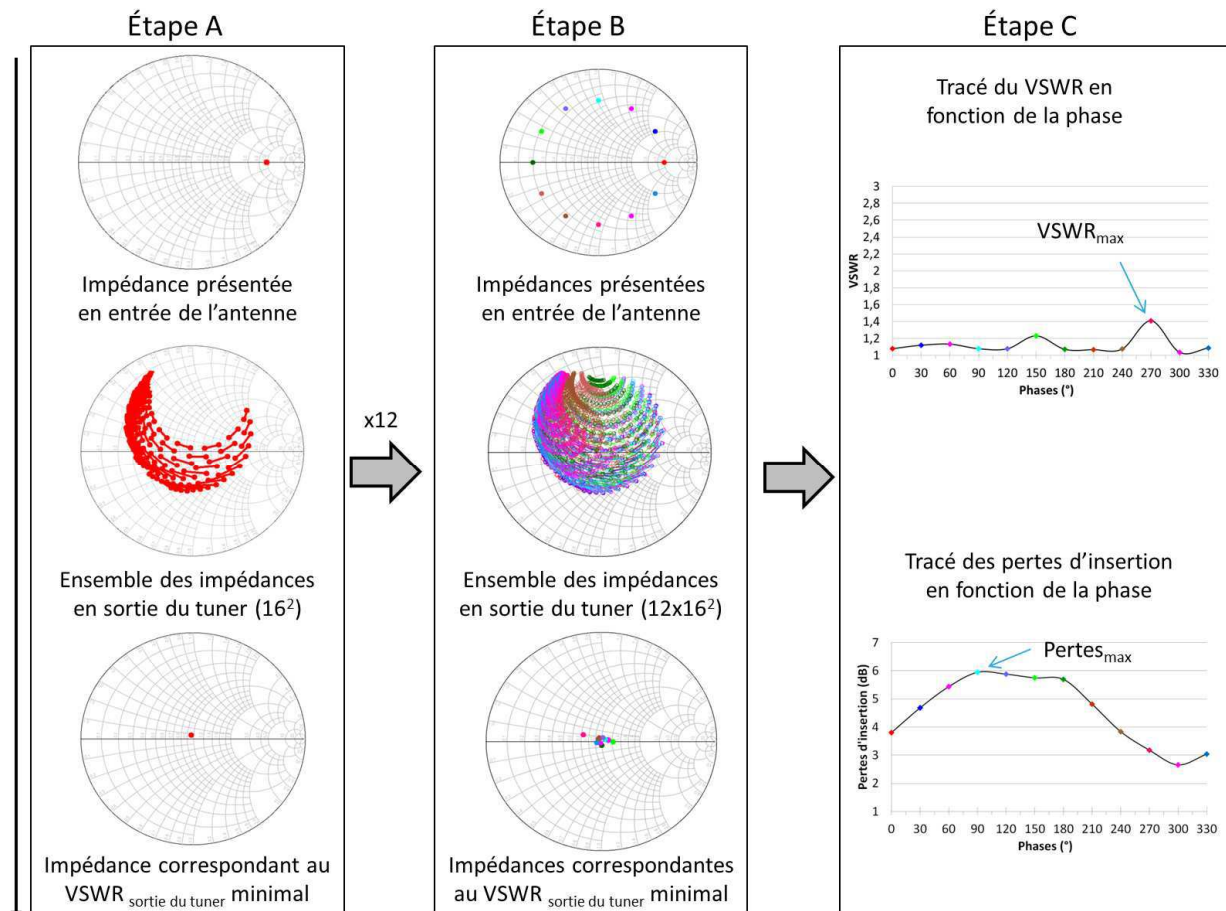 Étape A
Impédance présentée
en entrée de l'antenne
Ensemble des impédances
en sortie du tuner (16²)
Impédance correspondant au
VSWR sortie du tuner minimal
x12
Étape B
Impédances présentées
en entrée de l'antenne
Ensemble des impédances
en sortie du tuner (12x16²)
Impédances correspondantes
au VSWR sortie du tuner minimal
Étape C
Tracé du VSWR en
fonction de la phase
VSWR
3
2,8
2,6
2,4
2,2
2
1,8
1,6
1,4
1,2
1
VSWRmax
0 30 60 90 120 150 180 210 240 270 300 330
Phases (°)
Tracé des pertes d'insertion
en fonction de la phase
Pertes d'insertion (dB)
7
6
5
4
3
2
1
Pertesmax
0 30 60 90 120 150 180 210 240 270 300 330
Phases (°)